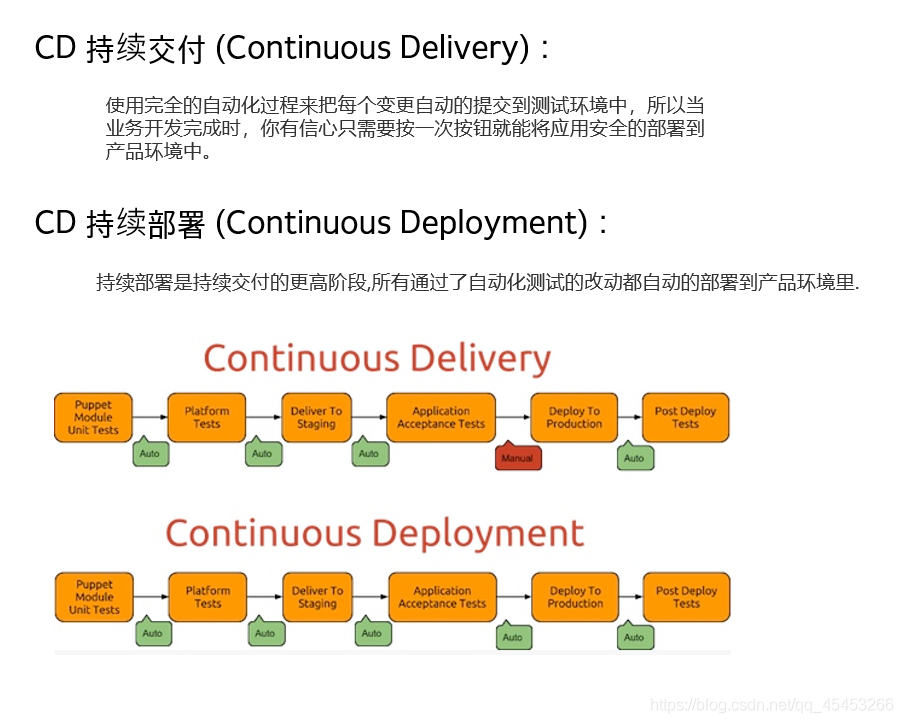 CD 持续交付 (Continuous Delivery)：
使用完全的自动化过程来把每个变更自动的提交到测试环境中，所以当
业务开发完成时，你有信心只需要按一次按钮就能将应用安全的部署到
产品环境中。
CD 持续部署 (Continuous Deployment)：
持续部署是持续交付的更高阶段,所有通过了自动化测试的改动都自动的部署到产品环境里.
Continuous Delivery
Puppet
Module
Unit Tests
Platform
Tests
Deliver To
Staging
Application
Acceptance Tests
Deploy To
Production
Post Deploy
Tests
Auto
Auto
Auto
Manual
Auto
Continuous Deployment
Puppet
Module
Unit Tests
Platform
Tests
Deliver To
Staging
Application
Acceptance Tests
Deploy To
Production
Post Deploy
Tests
Auto
Auto
Auto
Auto
Auto
https://blog.csdn.net/qq_45453266